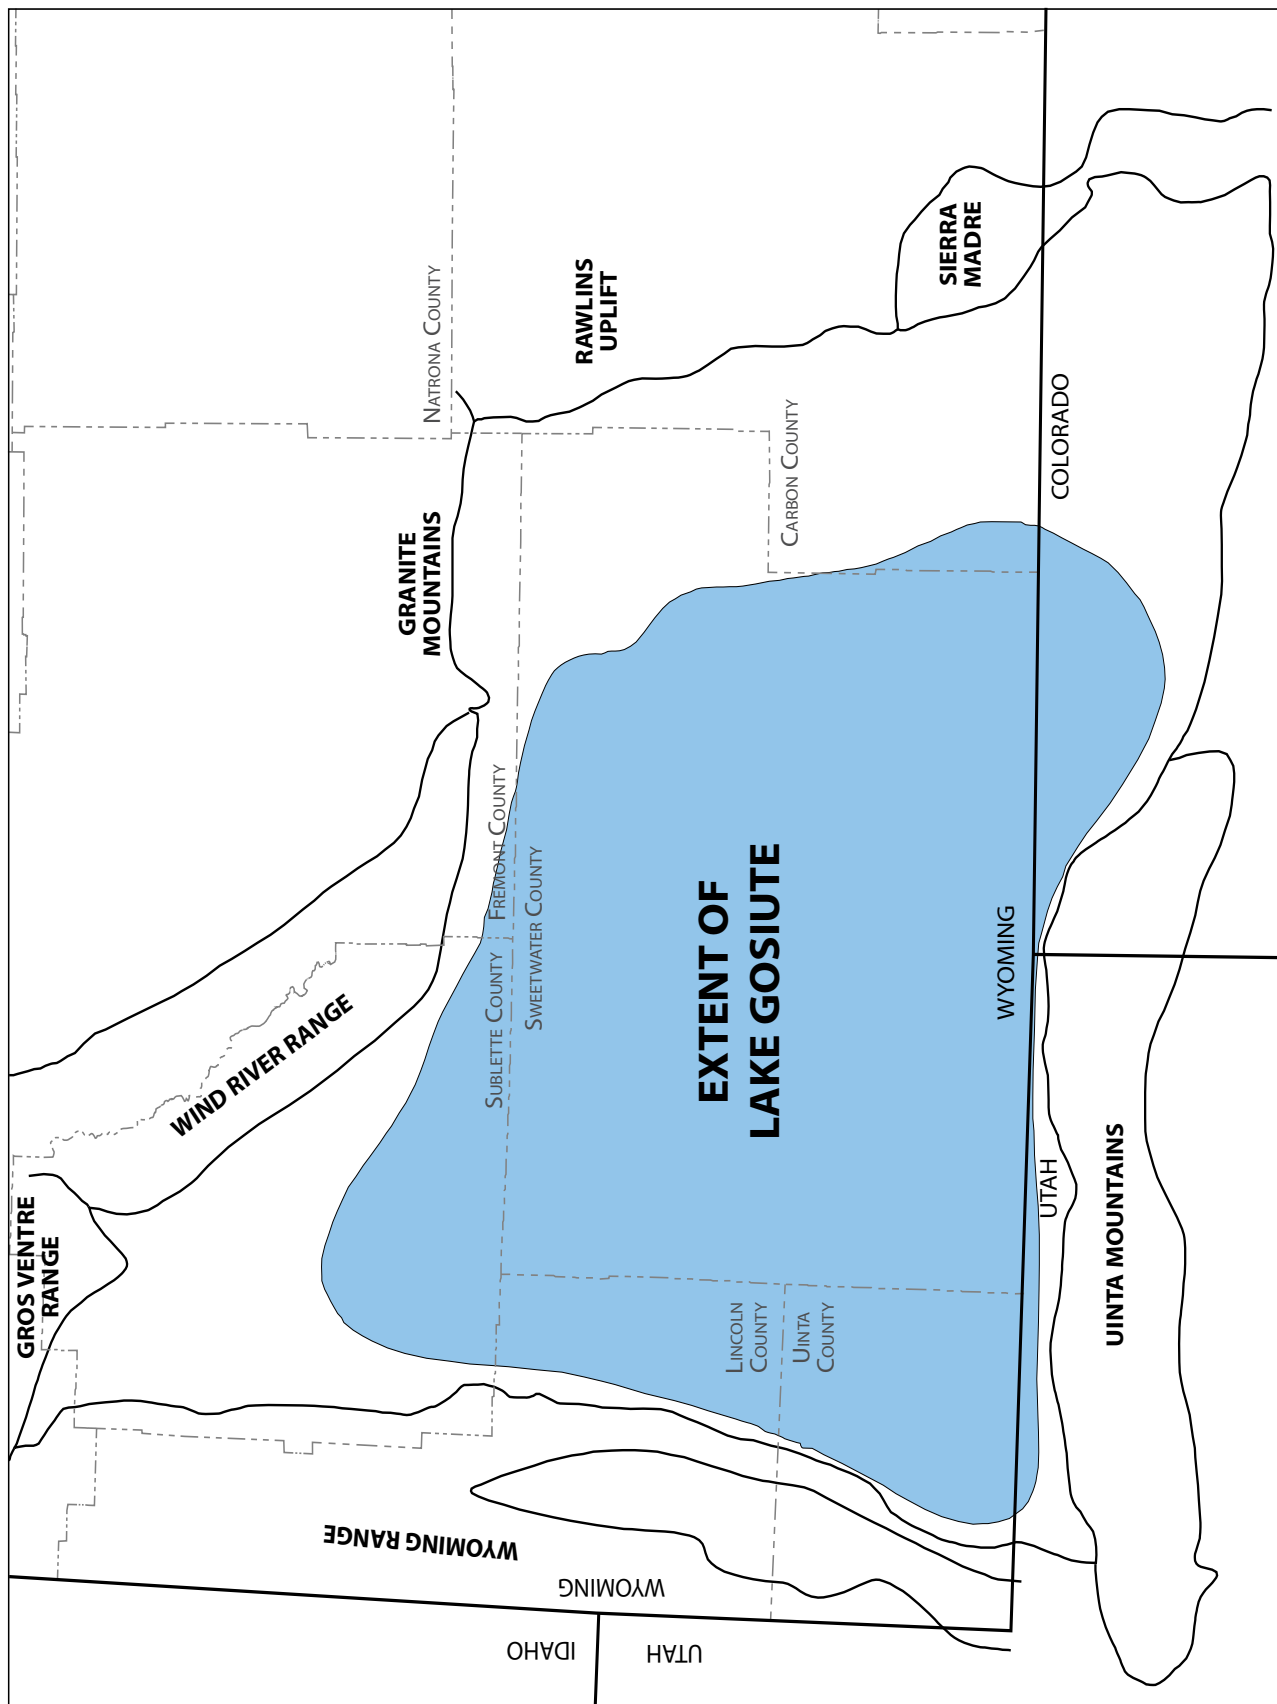 GROS VENTRE
RANGE
WIND RIVER RANGE
GRANITE
MOUNTAINS
NATRONA COUNTY
RAWLINS
UPLIFT
SIERRA
MADRE
CARBON COUNTY
FREMONT COUNTY
SUBLETTE COUNTY
SWEETWATER COUNTY
EXTENT OF
LAKE GOSIUTE
LINCOLN
COUNTY
UINTA
COUNTY
WYOMING RANGE
WYOMING
IDAHO
UTAH
WYOMING
UTAH
COLORADO
UINTA MOUNTAINS